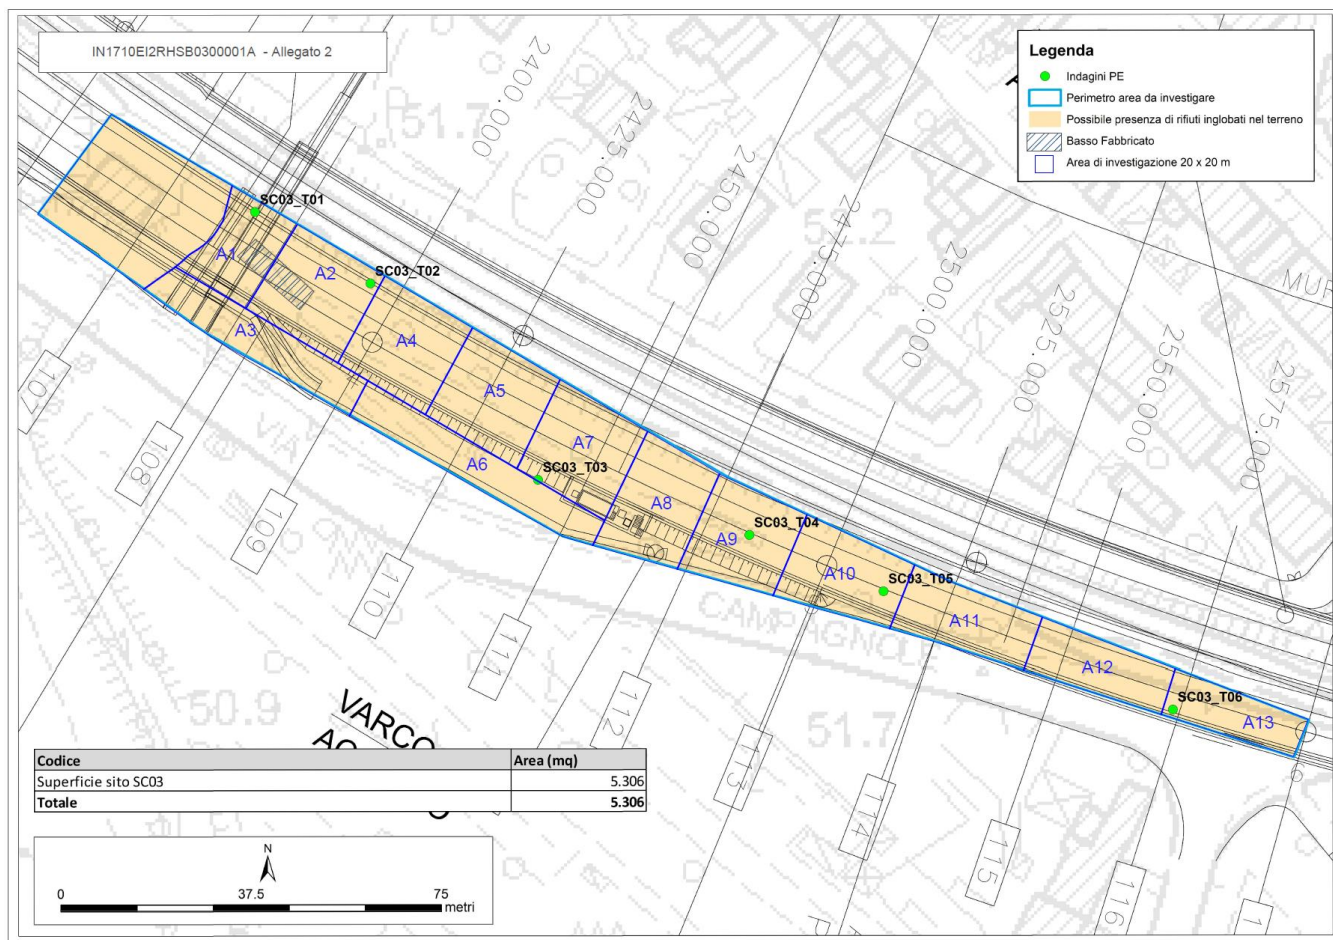 IN1710EI2RHSB0300001A - Allegato 2
Legenda
Indagini PE
Perimetro area da investigare
Possibile presenza di rifiuti inglobati nel terreno
Basso Fabbricato
Area di investigazione 20 x 20 m
2400.000
2425.000
2450.000
2475.000
2500.000
2525.000
2550.000
2575.000
51.7
51.2
MUR
SC03_T01
SC03_T02
SC03_T03
SC03_T04
SC03_T05
SC03_T06
A1
A2
A3
A4
A5
A6
A7
A8
A9
A10
A11
A12
A13
107
108
109
110
111
112
113
114
115
116
50.9
51.7
VARCO
Codice Area (mq)
Superficie sito SC03 5.306
Totale 5.306
N
0 37.5 75
metri